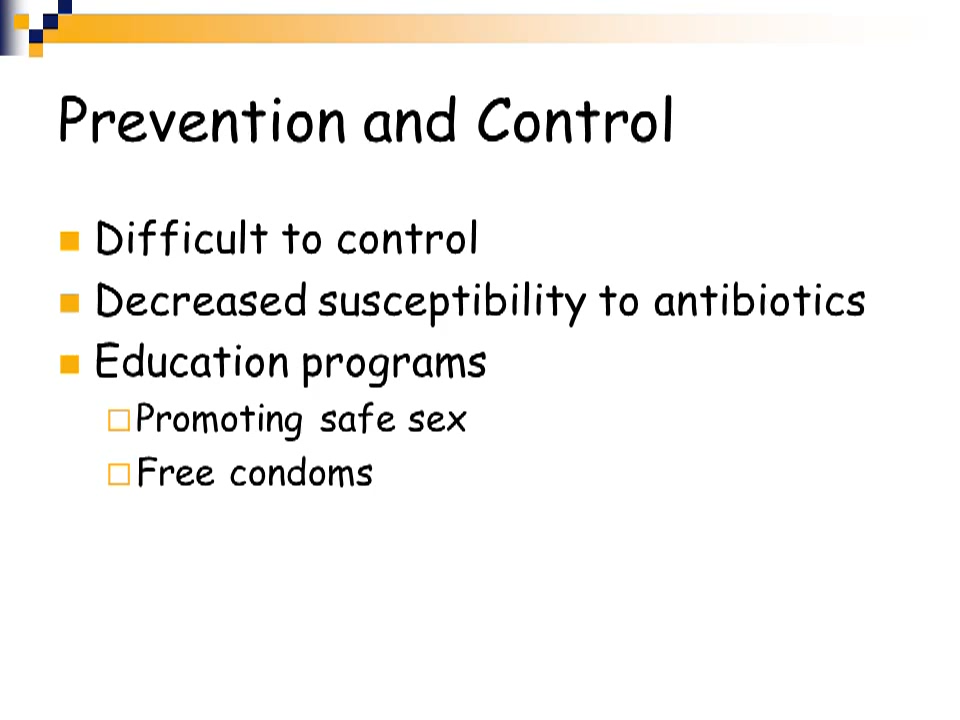 Prevention and Control
Difficult to control
Decreased susceptibility to antibiotics
Education programs
Promoting safe sex
Free condoms